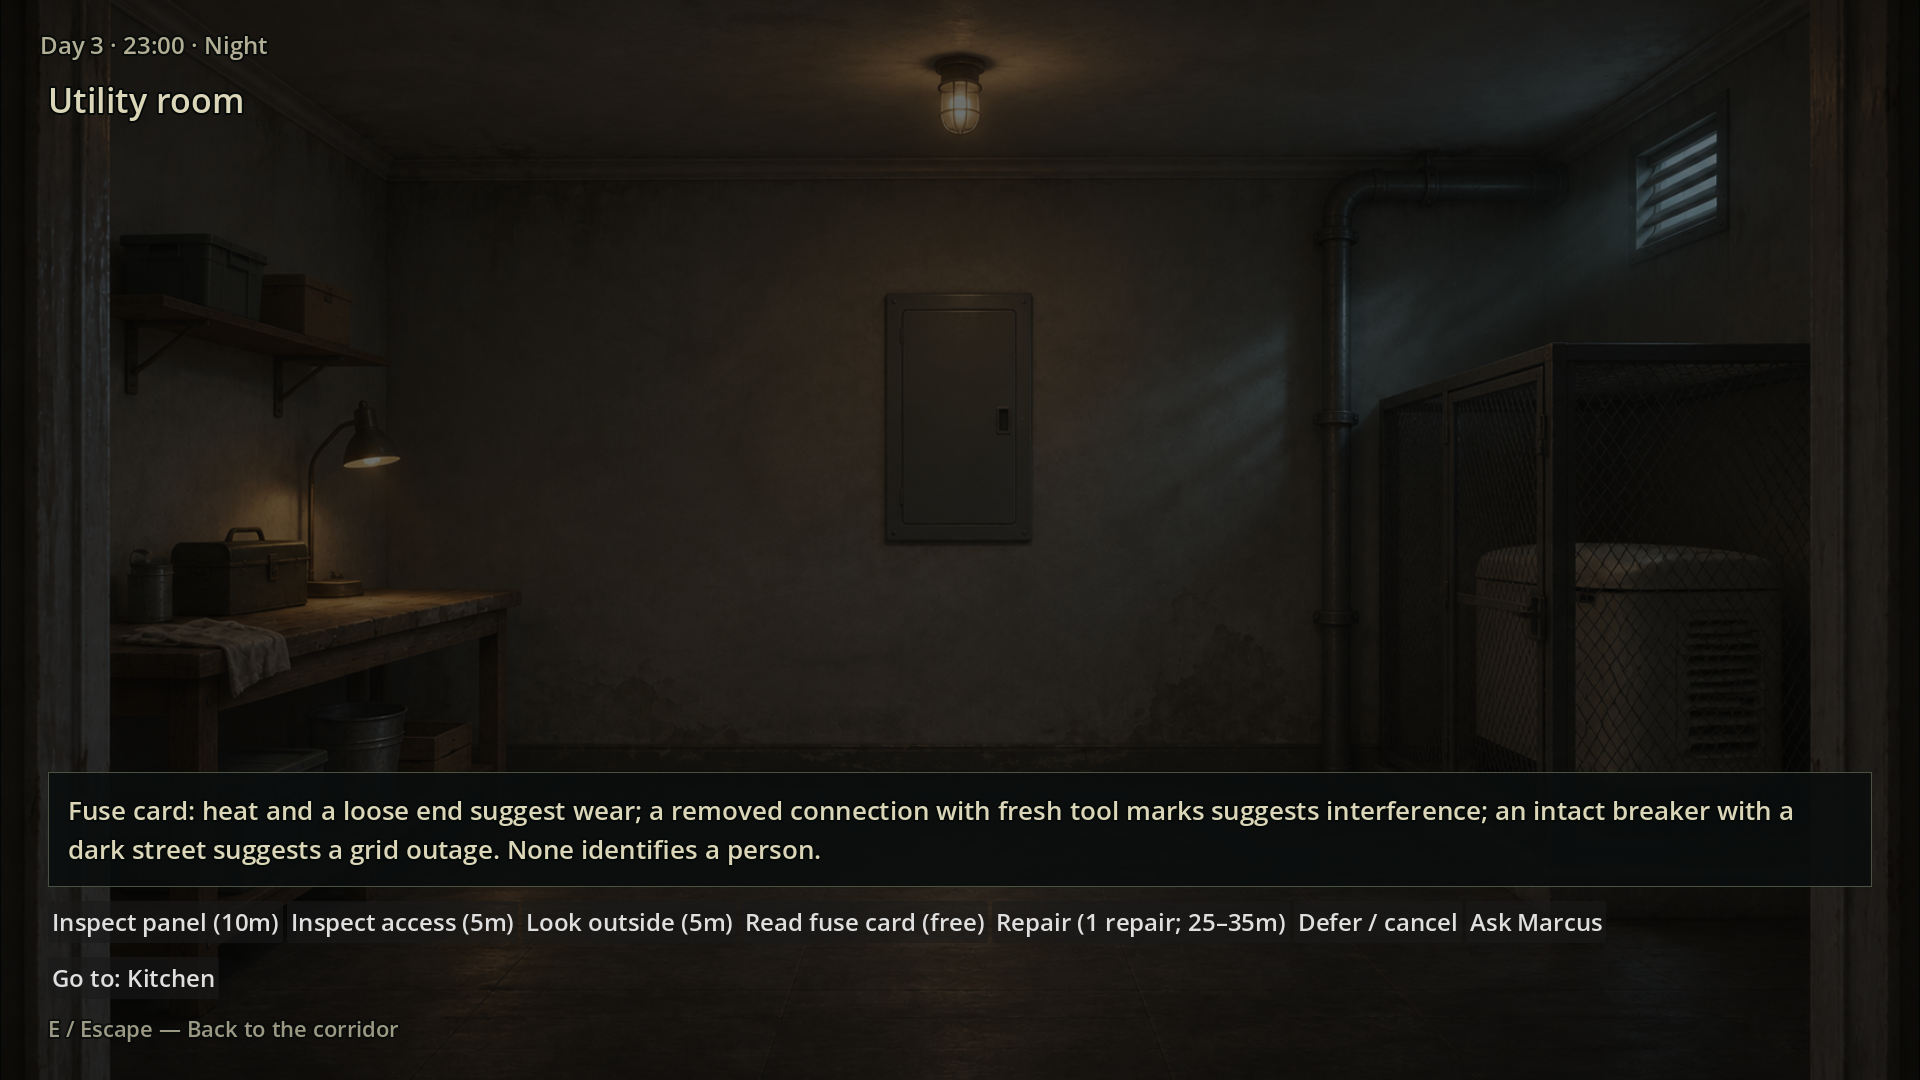 Day 3 · 23:00 · Night
Utility room
Fuse card: heat and a loose end suggest wear; a removed connection with fresh tool marks suggests interference; an intact breaker with a
dark street suggests a grid outage. None identifies a person.
Inspect panel (10m) Inspect access (5m) Look outside (5m) Read fuse card (free) Repair (1 repair; 25–35m) Defer / cancel Ask Marcus
Go to: Kitchen
E / Escape — Back to the corridor